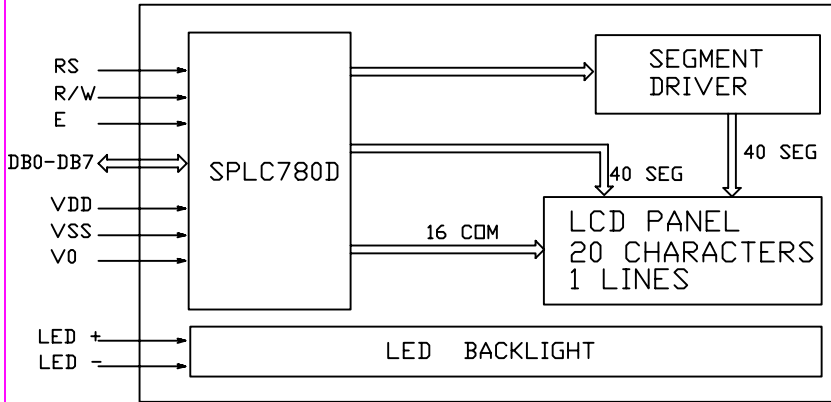 RS
R/W
E
DB0-DB7
VDD
VSS
V0
LED +
LED -
SPLC780D
SEGMENT
DRIVER
40 SEG
40 SEG
16 COM
LCD PANEL
20 CHARACTERS
1 LINES
LED BACKLIGHT